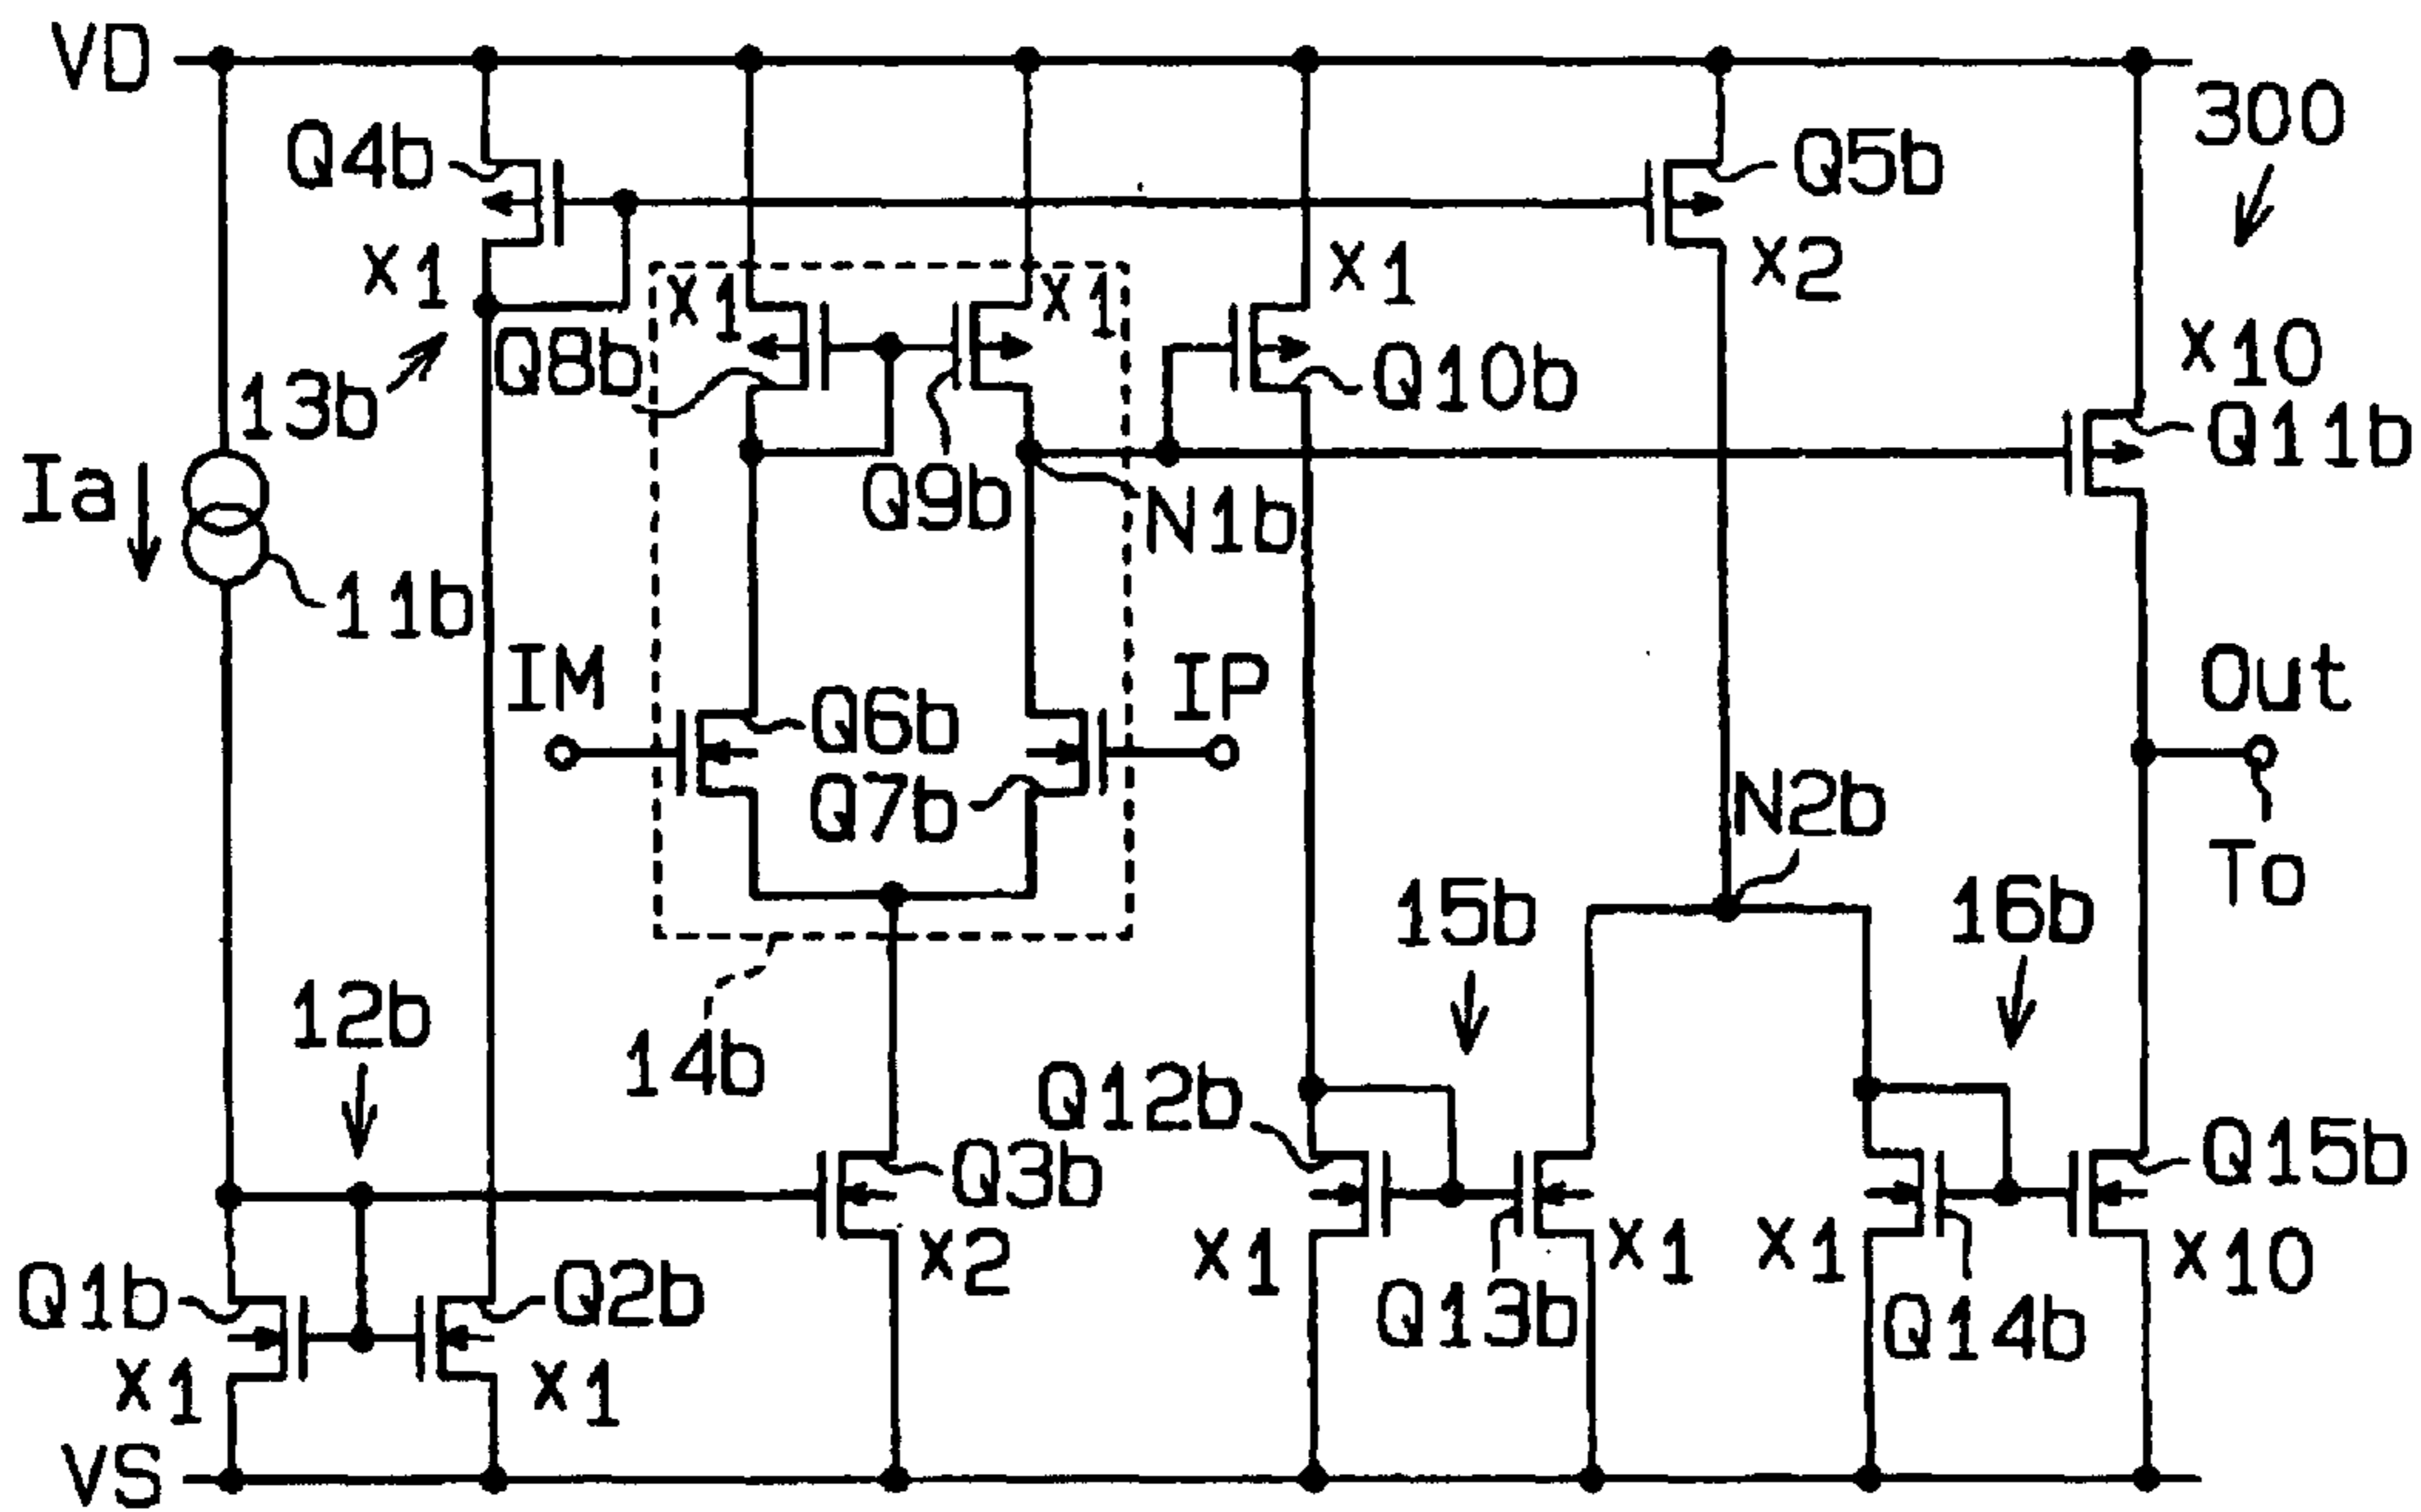 VD
300
Q4b
Q5b
x1
x1
x2
x1
x1
Q8b
x10
13b
Q10b
Q11b
Ia
Q9b
N1b
11b
IM
IP
Out
Q6b
Q7b
N2b
To
15b
16b
12b
14b
Q12b
Q3b
Q15b
x2
x1
x1
x1
x10
Q1b
Q2b
Q13b
Q14b
x1
x1
VS